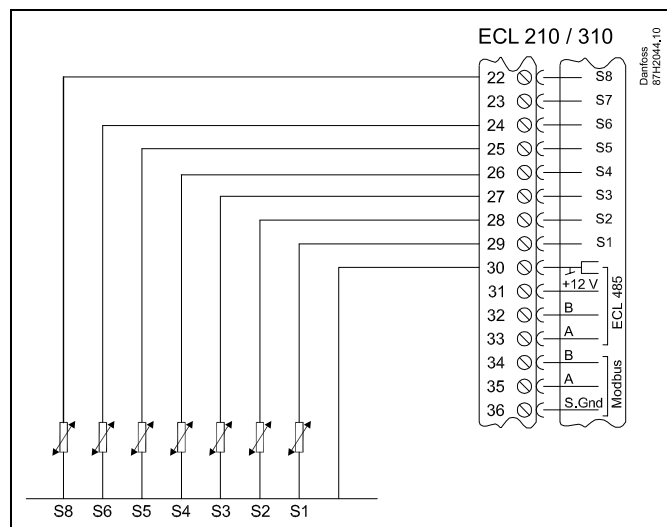 ECL 210 / 310
Danfoss
87H2044.10
22 S8
23 S7
24 S6
25 S5
26 S4
27 S3
28 S2
29 S1
30
31 +12 V
32 B
33 A
ECL 485
34 B
35 A
36 S.Gnd
Modbus
S8 S6 S5 S4 S3 S2 S1